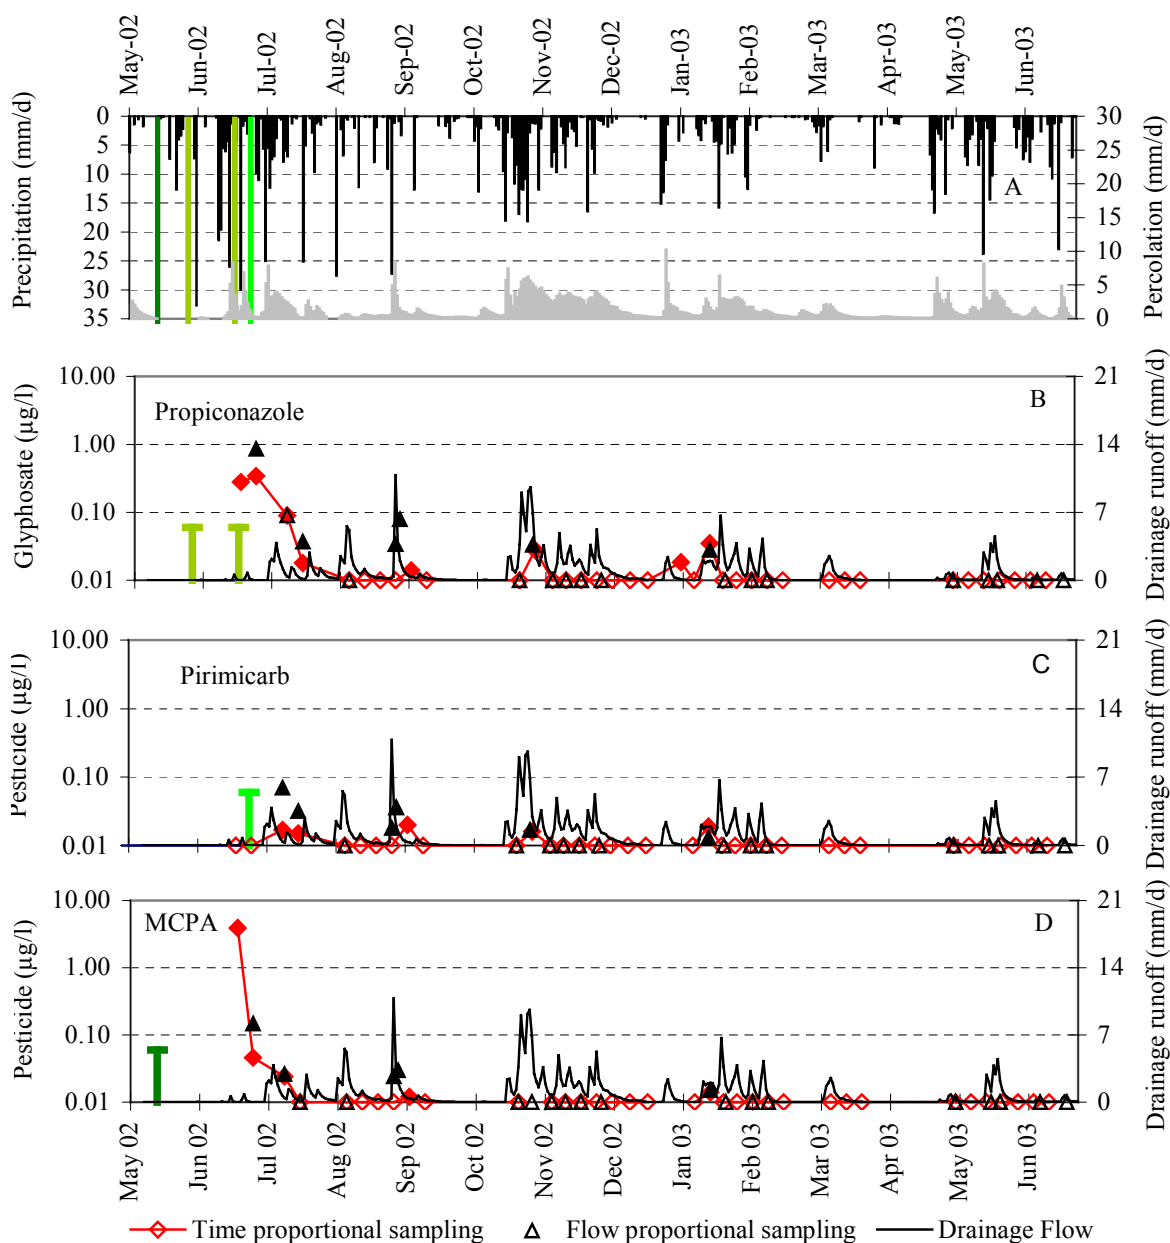 May-02 Jun-02 Jul-02 Aug-02 Sep-02 Oct-02 Nov-02 Dec-02 Jan-03 Feb-03 Mar-03 Apr-03 May-03 Jun-03
Precipitation (mm/d)
0
5
10
15
20
25
30
35
A
30
25
20
15
10
5
0
Percolation (mm/d)
Glyphosate (µg/l)
10.00
1.00
0.10
0.01
Propiconazole
B
21
14
7
0
Drainage runoff (mm/d)
Pesticide (µg/l)
10.00
1.00
0.10
0.01
Pirimicarb
C
21
14
7
0
Drainage runoff (mm/d)
Pesticide (µg/l)
10.00
1.00
0.10
0.01
MCPA
D
21
14
7
0
Drainage runoff (mm/d)
May 02 Jun 02 Jul 02 Aug 02 Sep 02 Oct 02 Nov 02 Dec 02 Jan 03 Feb 03 Mar 03 Apr 03 May 03 Jun 03
Time proportional sampling Flow proportional sampling Drainage Flow